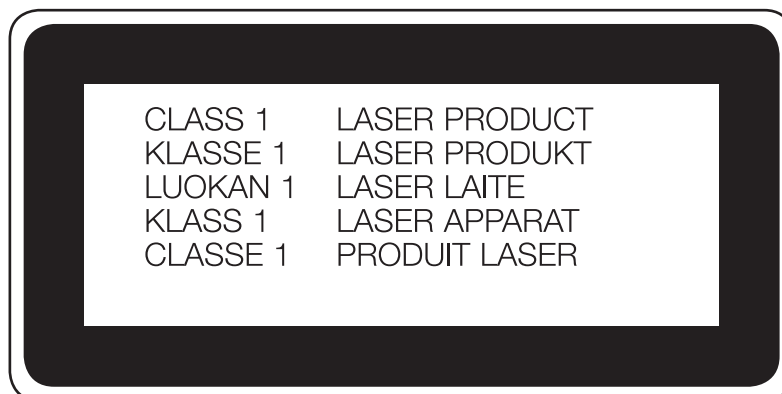 CLASS 1 LASER PRODUCT
KLASSE 1 LASER PRODUKT
LUOKAN 1 LASER LAITE
KLASS 1 LASER APPARAT
CLASSE 1 PRODUIT LASER